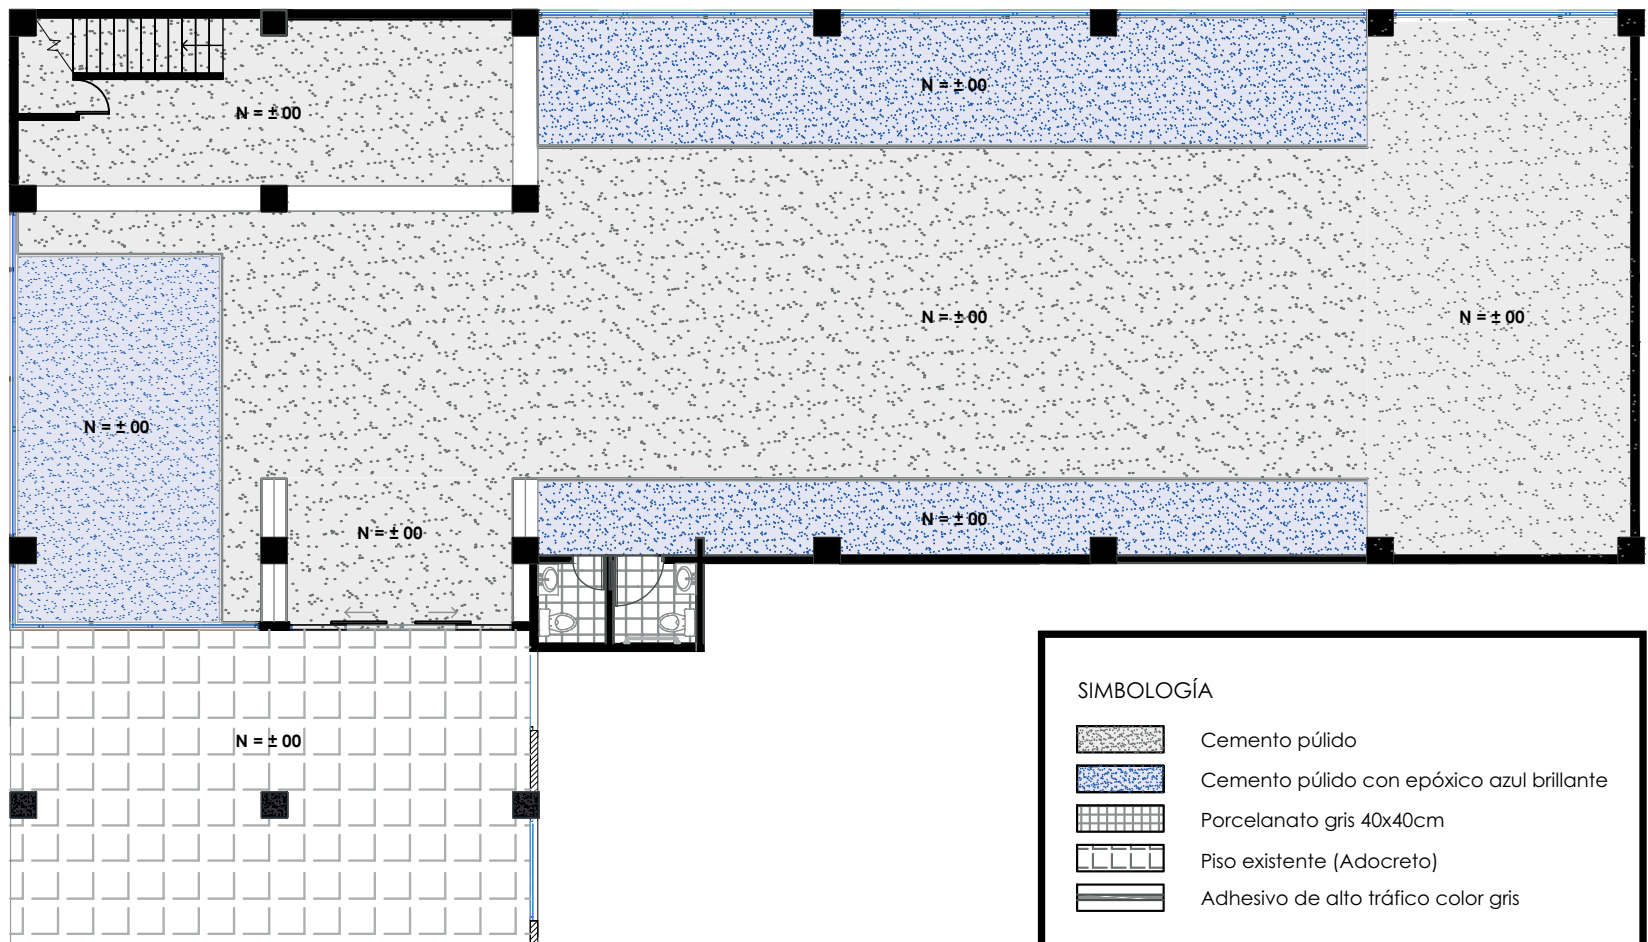 N = ± 00
N = ± 00
N = ± 00
N = ± 00
N = ± 00
N = ± 00
N = ± 00
N = ± 00
SIMBOLOGÍA
Cemento púlido
Cemento púlido con epóxico azul brillante
Porcelanato gris 40x40cm
Piso existente (Adocreto)
Adhesivo de alto tráfico color gris